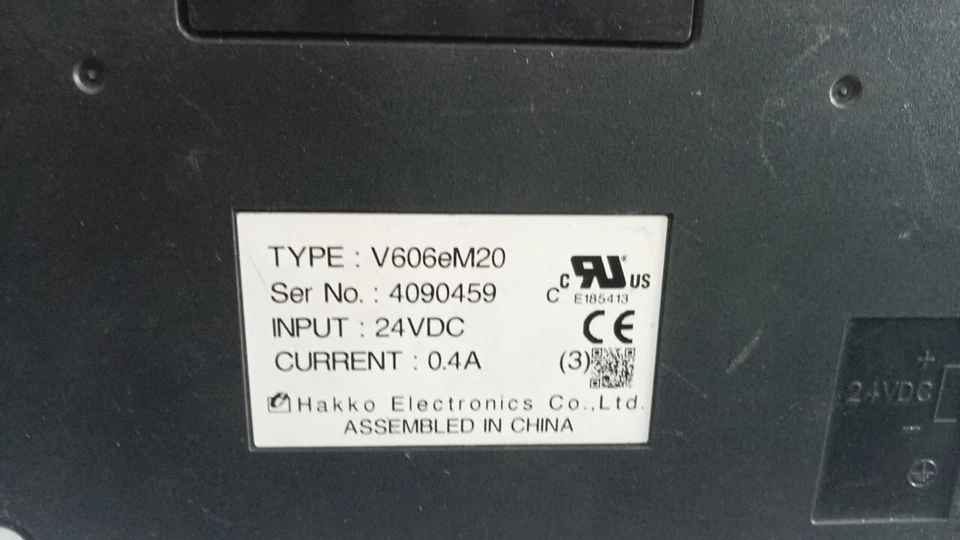 TYPE : V606eM20
Ser No. : 4090459
INPUT : 24VDC
CURRENT : 0.4A
c RU US
C E185413
CE
(3)
Hakko Electronics Co.,Ltd.
ASSEMBLED IN CHINA
+
24VDC
−